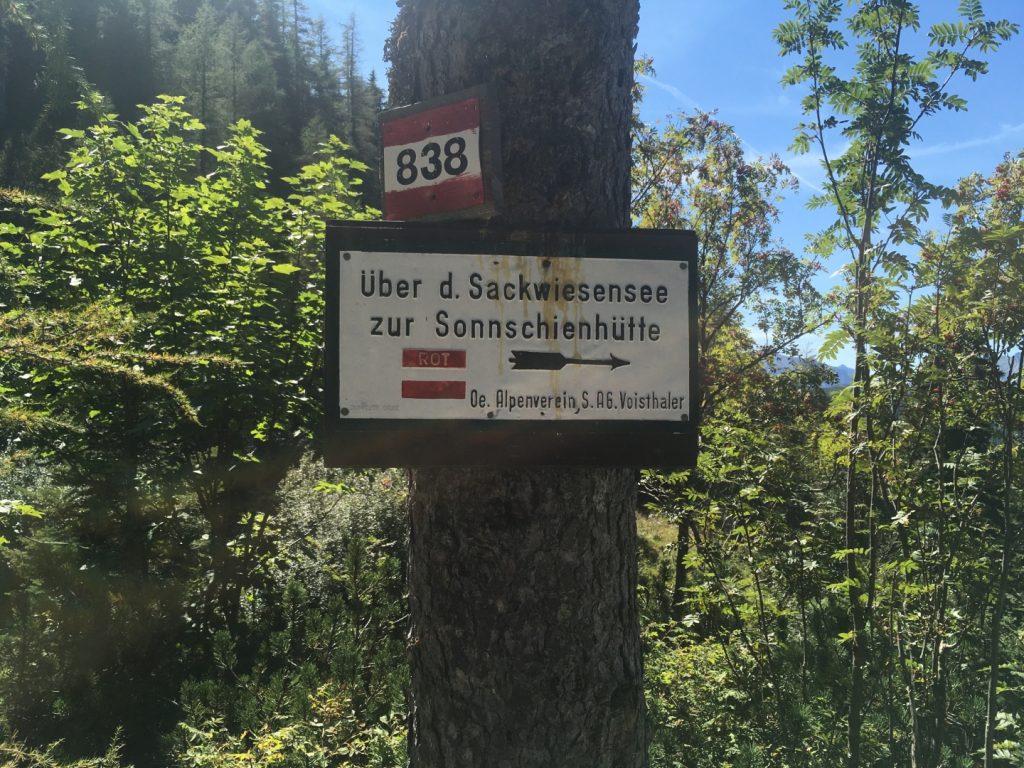 838
Über d. Sackwiesensee
zur Sonnschienhütte
ROT
Oe. Alpenverein, S. AG. Voisthaler